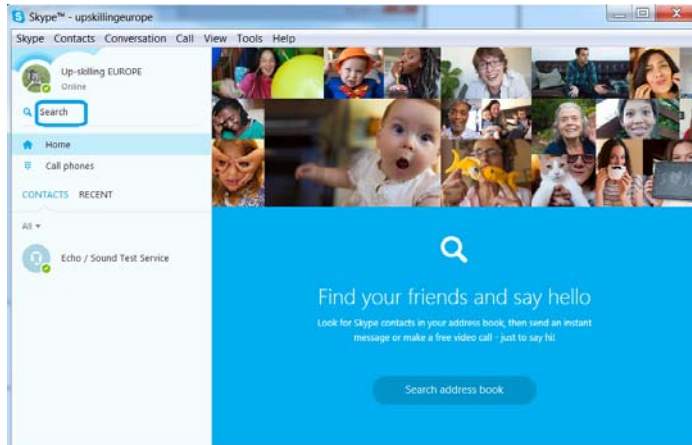 Skype™ - upskillingeurope
Skype Contacts Conversation Call View Tools Help
Up-skilling EUROPE
Online
Search
Home
Call phones
CONTACTS RECENT
All
Echo / Sound Test Service
Find your friends and say hello
Look for Skype contacts in your address book, then send an instant
message or make a free video call - just to say hi!
Search address book